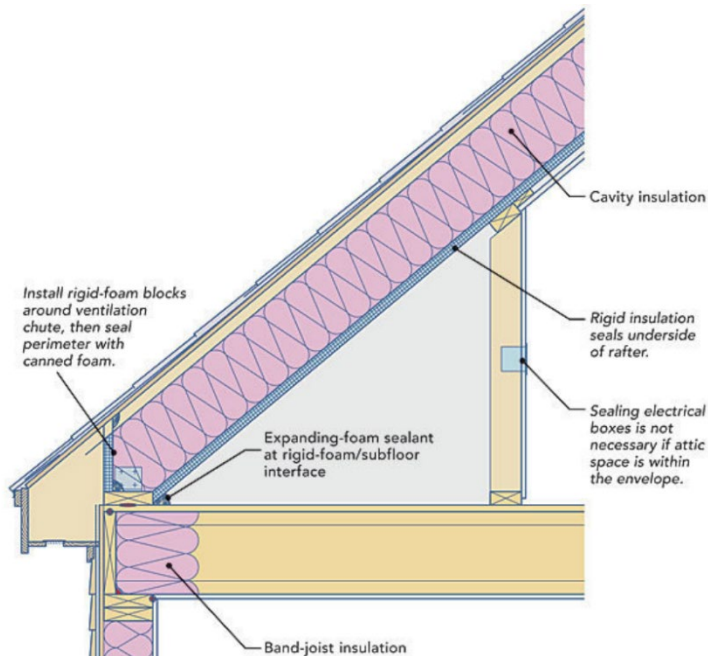 Cavity insulation
Install rigid-foam blocks
around ventilation
chute, then seal
perimeter with
canned foam.
Rigid insulation
seals underside
of rafter.
Expanding-foam sealant
at rigid-foam/subfloor
interface
Sealing electrical
boxes is not
necessary if attic
space is within
the envelope.
Band-joist insulation